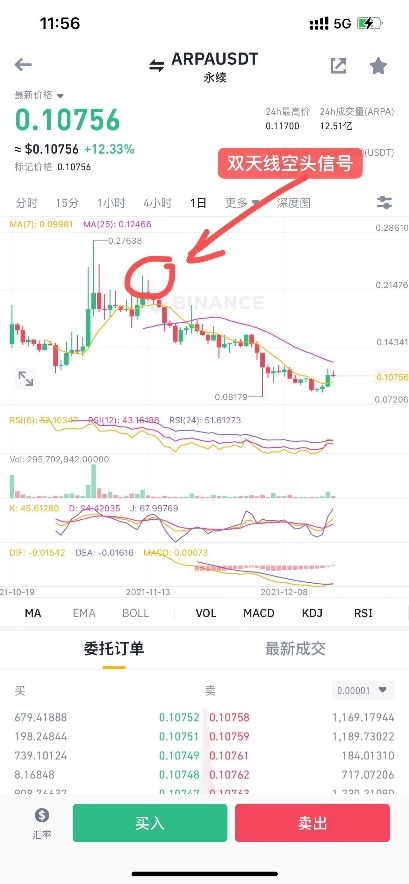 11:56
5G
ARPAUSDT
永续
最新价格
0.10756
≈ $0.10756 +12.33%
标记价格 0.10756
24h最高价
0.11700
24h成交量(ARPA)
12.51亿
(USDT)
双天线空头信号
分时 15分 1小时 4小时 1日 更多 深度图
MA(7): 0.09981 MA(25): 0.12466
0.28610
0.27638
0.21476
BINANCE
0.14341
0.10756
0.08179
0.07206
RSI(6): 52.10347 RSI(12): 43.16186 RSI(24): 51.61273
Vol: 295,702,942.00000
K: 45.61280 D: 34.42035 J: 67.99769
DIF: -0.01542 DEA: -0.01616 MACD: 0.00073
21-10-19 2021-11-13 2021-12-08
MA EMA BOLL VOL MACD KDJ RSI
委托订单 最新成交
买 卖 0.00001
679.41888 0.10752 0.10758 1,169.17944
198.24844 0.10751 0.10759 1,189.73022
739.10124 0.10749 0.10761 184.01310
8.16848 0.10748 0.10762 717.07206
808.76632 0.10747 0.10763 1,230.21980
汇率
买入
卖出